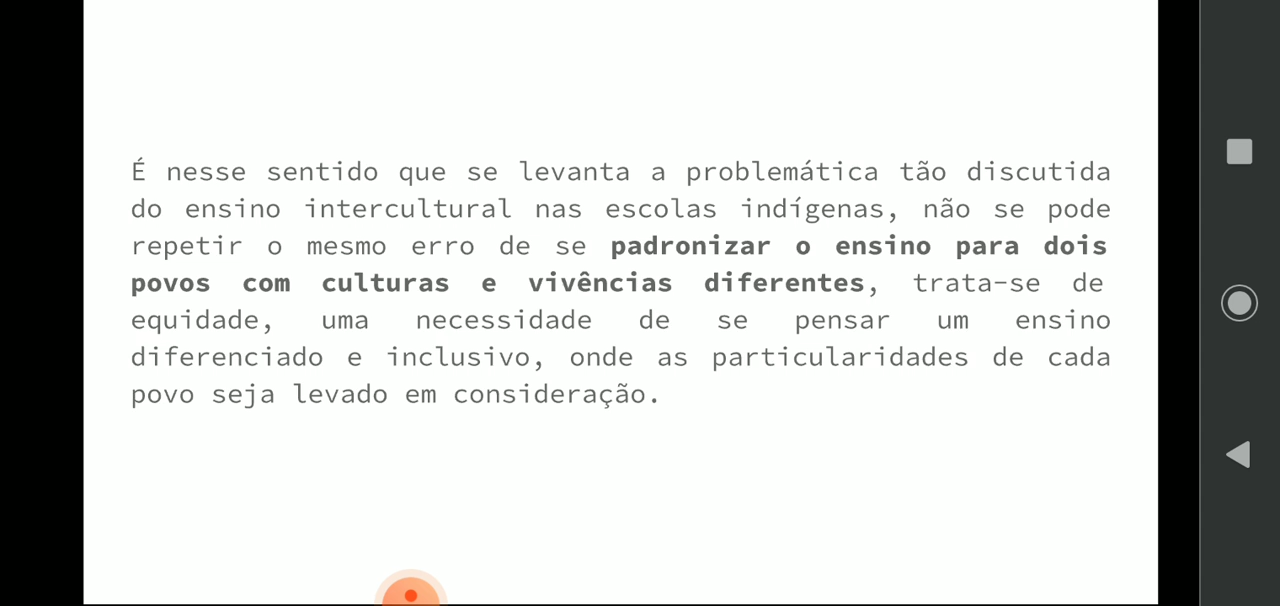 É nesse sentido que se levanta a problemática tão discutida
do ensino intercultural nas escolas indígenas, não se pode
repetir o mesmo erro de se padronizar o ensino para dois
povos com culturas e vivências diferentes, trata-se de
equidade, uma necessidade de se pensar um ensino
diferenciado e inclusivo, onde as particularidades de cada
povo seja levado em consideração.